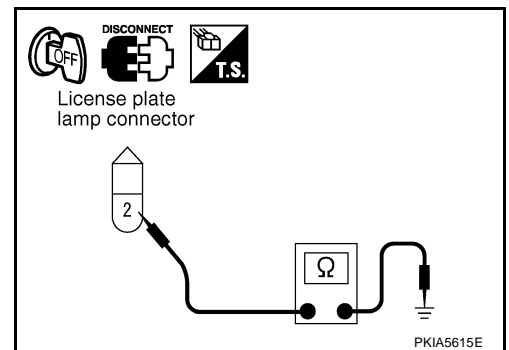 OFF
DISCONNECT
T.S.
License plate
lamp connector
2
Ω
PKIA5615E